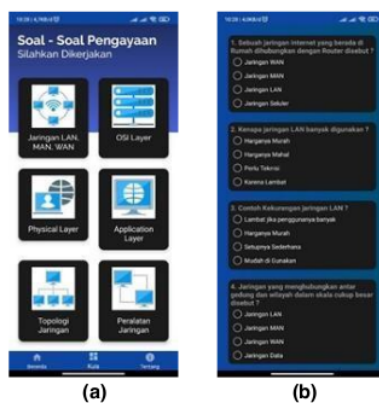 Soal - Soal Pengayaan
Silahkan Dikerjakan
Jaringan LAN,
MAN, WAN
OSI Layer
Physical Layer
Application
Layer
Topologi
Jaringan
Peralatan
Jaringan
Beranda
Kuis
Tentang
(a)
1. Sebuah jaringan internet yang berada di
Rumah dihubungkan dengan Router disebut ?
Jaringan WAN
Jaringan MAN
Jaringan LAN
Jaringan Seluler
2. Kenapa jaringan LAN banyak digunakan ?
Harganya Murah
Harganya Mahal
Perlu Teknisi
Karena Lambat
3. Contoh Kekurangan jaringan LAN ?
Lambat jika penggunanya banyak
Harganya Murah
Setupnya Sederhana
Mudah di Gunakan
4. Jaringan yang menghubungkan antar
gedung dan wilayah dalam skala cukup besar
disebut ?
Jaringan LAN
Jaringan MAN
Jaringan WAN
Jaringan Data
(b)